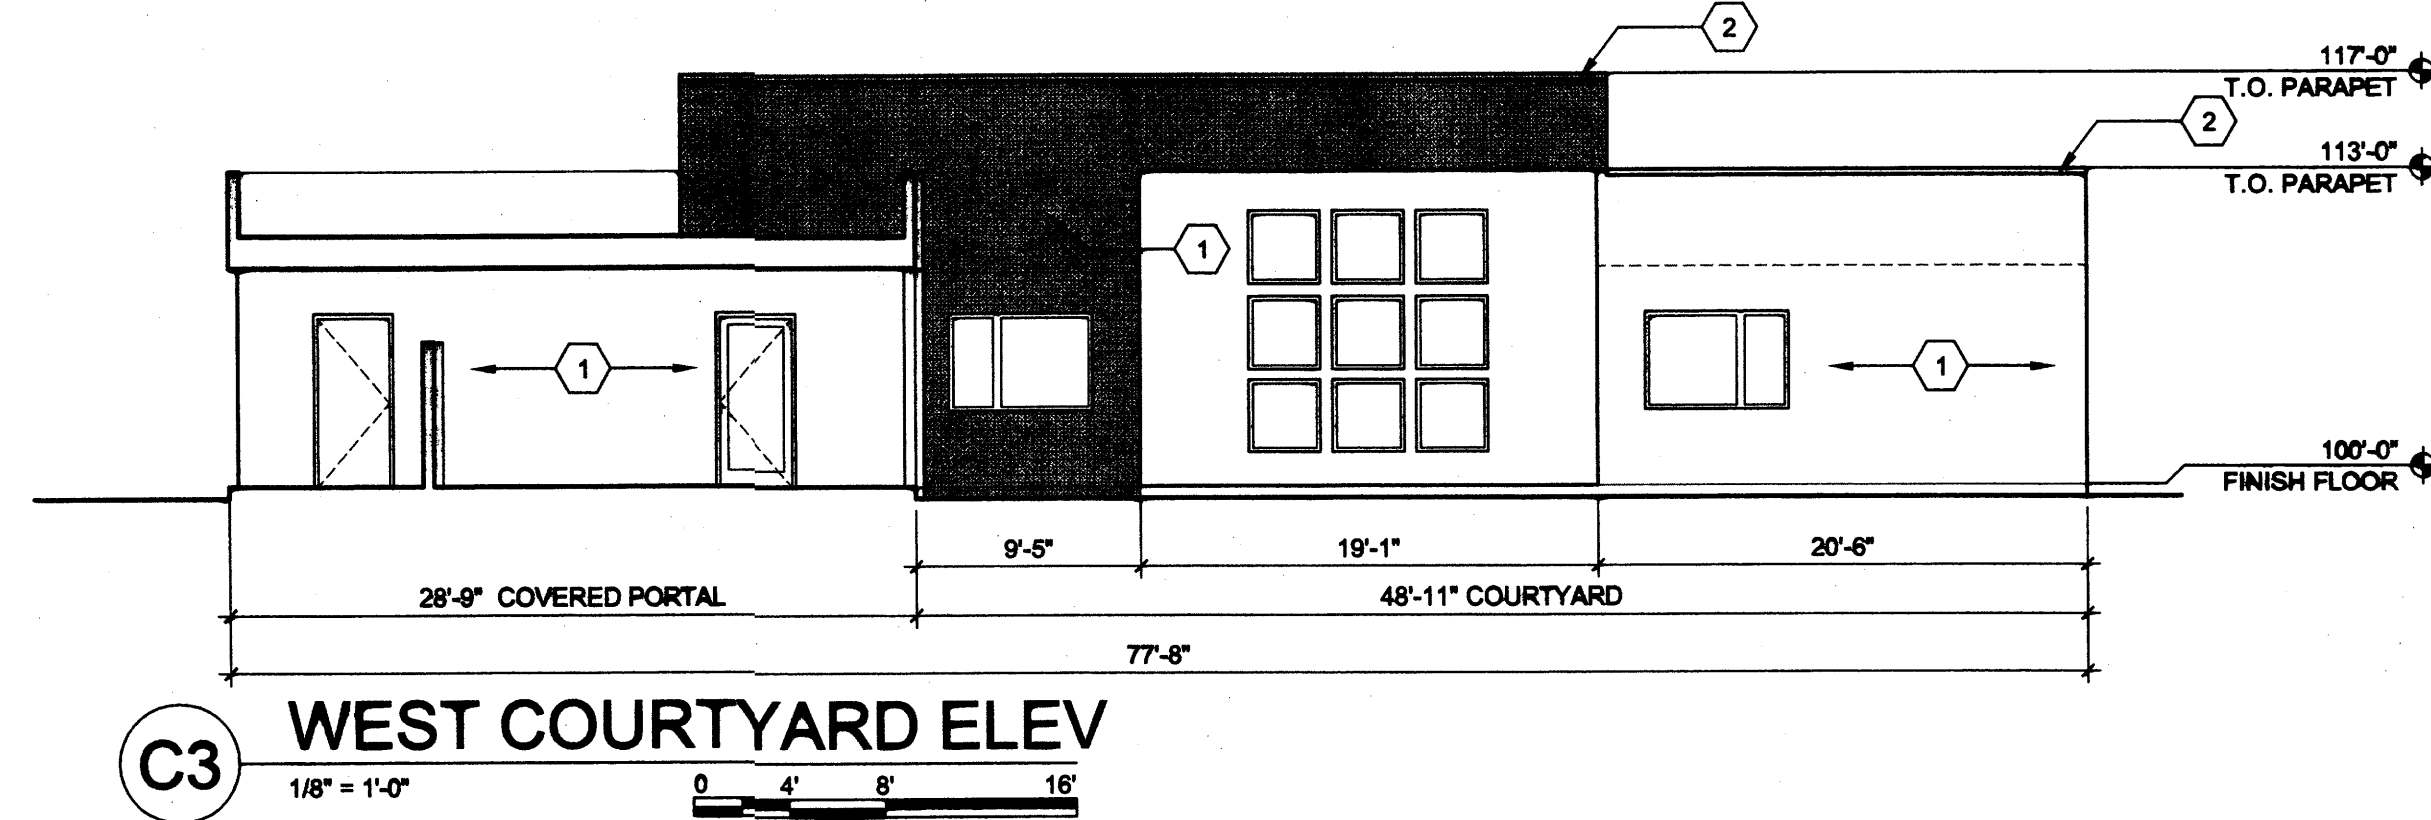 2
117'-0"
T.O. PARAPET
2
113'-0"
T.O. PARAPET
1
1
1
100'-0"
FINISH FLOOR
9'-5"
19'-1"
20'-6"
28'-9" COVERED PORTAL
48'-11" COURTYARD
77'-8"
C3
WEST COURTYARD ELEV
1/8" = 1'-0"
0 4' 8' 16'